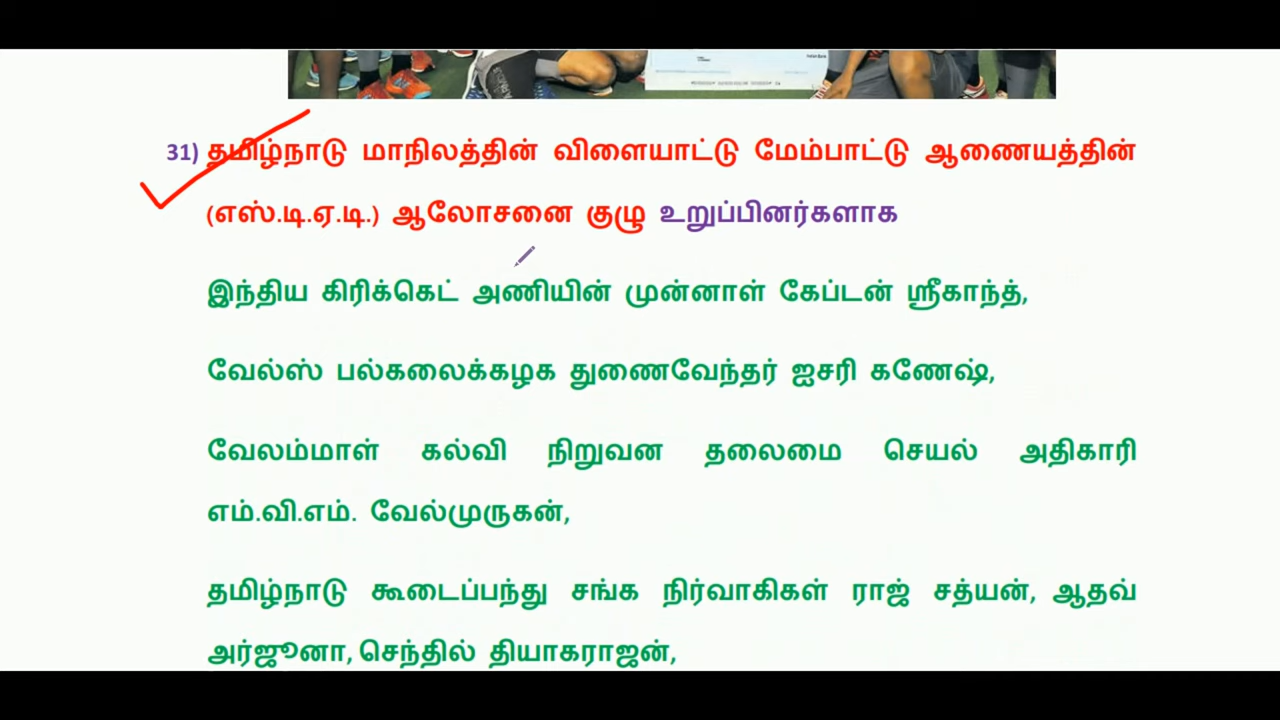 31) தமிழ்நாடு மாநிலத்தின் விளையாட்டு மேம்பாட்டு ஆணையத்தின்
(எஸ்.டி.ஏ.டி.) ஆலோசனை குழு உறுப்பினர்களாக
இந்திய கிரிக்கெட் அணியின் முன்னாள் கேப்டன் ஸ்ரீகாந்த்,
வேல்ஸ் பல்கலைக்கழக துணைவேந்தர் ஐசரி கணேஷ்,
வேலம்மாள் கல்வி நிறுவன தலைமை செயல் அதிகாரி
எம்.வி.எம். வேல்முருகன்,
தமிழ்நாடு கூடைப்பந்து சங்க நிர்வாகிகள் ராஜ் சத்யன், ஆதவ்
அர்ஜூனா, செந்தில் தியாகராஜன்,